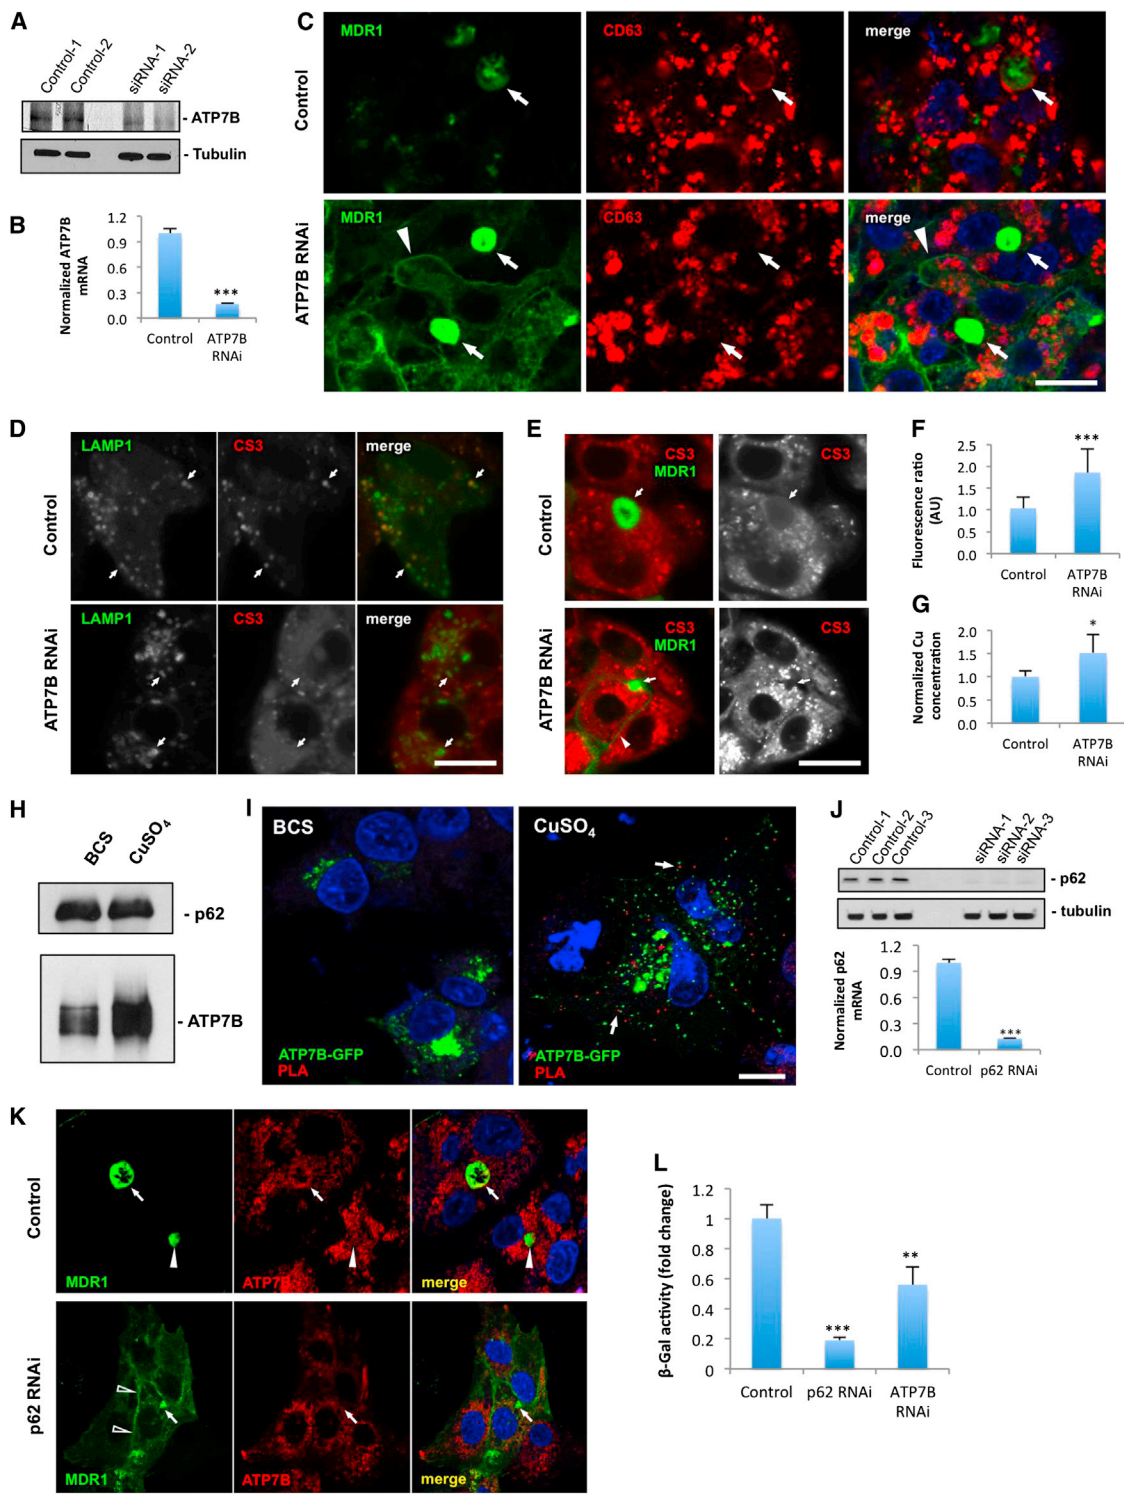 A
Control-1
Control-2
siRNA-1
siRNA-2
- ATP7B
- Tubulin
B
Normalized ATP7B
mRNA
1.2
0.9
0.6
0.3
0.0
***
Control
ATP7B
RNAi
C
Control
MDR1
CD63
merge
ATP7B RNAi
MDR1
CD63
merge
D
Control
LAMP1
CS3
merge
ATP7B RNAi
LAMP1
CS3
merge
E
Control
CS3
MDR1
CS3
ATP7B RNAi
CS3
MDR1
CS3
F
Fluorescence ratio
(AU)
2.5
2.0
1.5
1.0
0.5
0.0
***
Control
ATP7B
RNAi
G
Normalized Cu
concentration
2.0
1.5
1.0
0.5
0.0
*
Control
ATP7B
RNAi
H
BCS
CuSO₄
- p62
- ATP7B
I
BCS
ATP7B-GFP
PLA
CuSO₄
ATP7B-GFP
PLA
J
Control-1
Control-2
Control-3
siRNA-1
siRNA-2
siRNA-3
- p62
- tubulin
Normalized p62
mRNA
1.2
0.9
0.6
0.3
0.0
***
Control
p62 RNAi
K
Control
MDR1
ATP7B
merge
p62 RNAi
MDR1
ATP7B
merge
L
β-Gal activity (fold change)
1.2
1
0.8
0.6
0.4
0.2
0
***
**
Control
p62 RNAi
ATP7B
RNAi